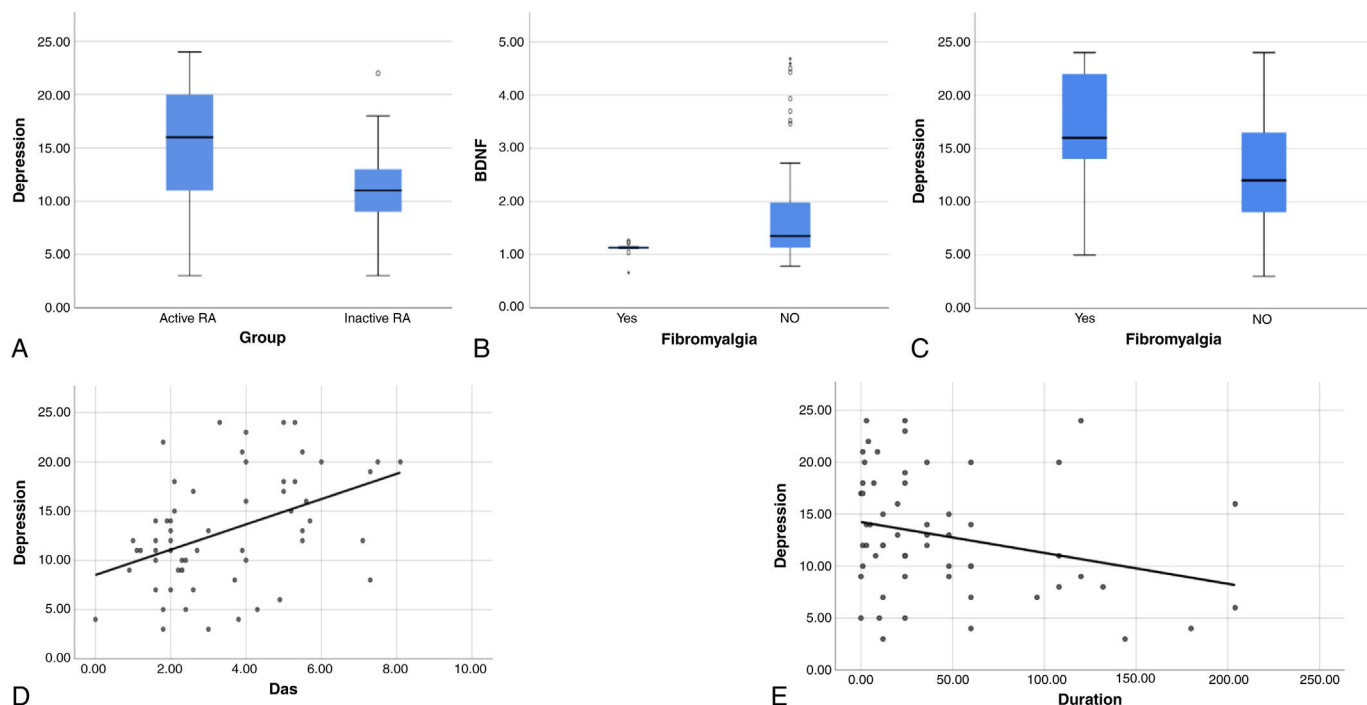 25.00
20.00
15.00
10.00
5.00
0.00
Depression
Active RA Inactive RA
Group
A
5.00
4.00
3.00
2.00
1.00
0.00
BDNF
Yes NO
Fibromyalgia
B
25.00
20.00
15.00
10.00
5.00
0.00
Depression
Yes NO
Fibromyalgia
C
25.00
20.00
15.00
10.00
5.00
0.00
Depression
0.00 2.00 4.00 6.00 8.00 10.00
Das
D
25.00
20.00
15.00
10.00
5.00
0.00
Depression
0.00 50.00 100.00 150.00 200.00 250.00
Duration
E